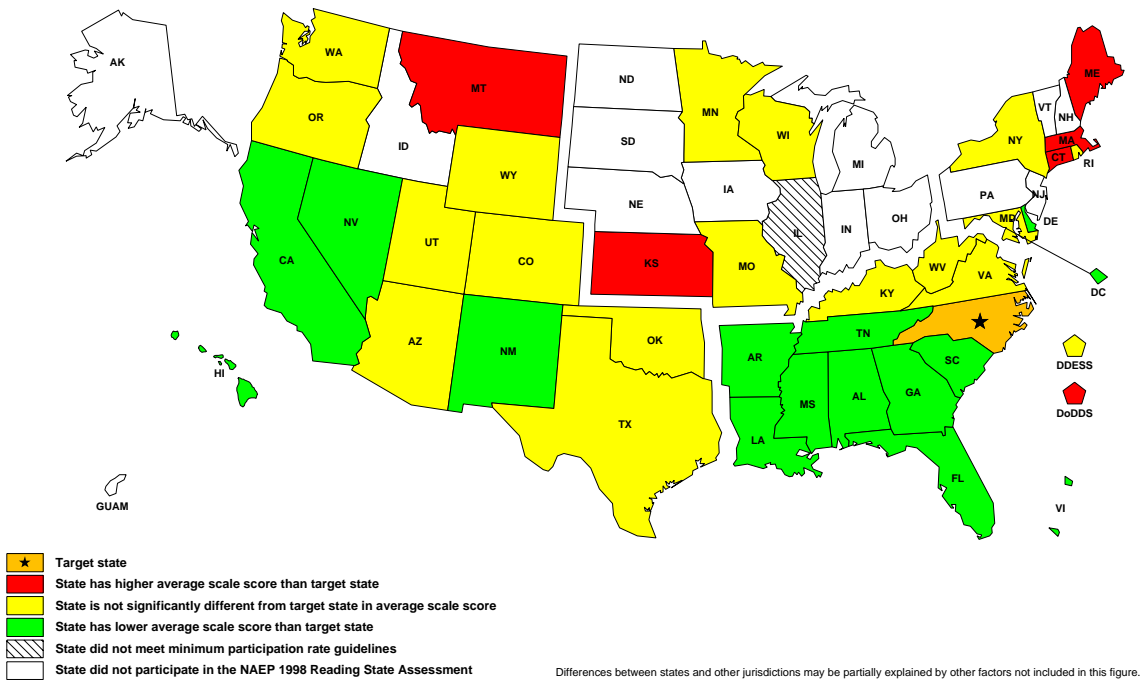 AK
WA
MT
ND
MN
ME
VT
NH
OR
ID
SD
WI
NY
MA
CT
RI
WY
MI
NE
IA
PA
NJ
NV
UT
CO
IL
IN
OH
MD
DE
CA
KS
MO
WV
VA
DC
KY
AZ
NM
OK
AR
TN
SC
DDESS
HI
TX
MS
AL
GA
DoDDS
LA
FL
GUAM
VI
Target state
State has higher average scale score than target state
State is not significantly different from target state in average scale score
State has lower average scale score than target state
State did not meet minimum participation rate guidelines
State did not participate in the NAEP 1998 Reading State Assessment
Differences between states and other jurisdictions may be partially explained by other factors not included in this figure.